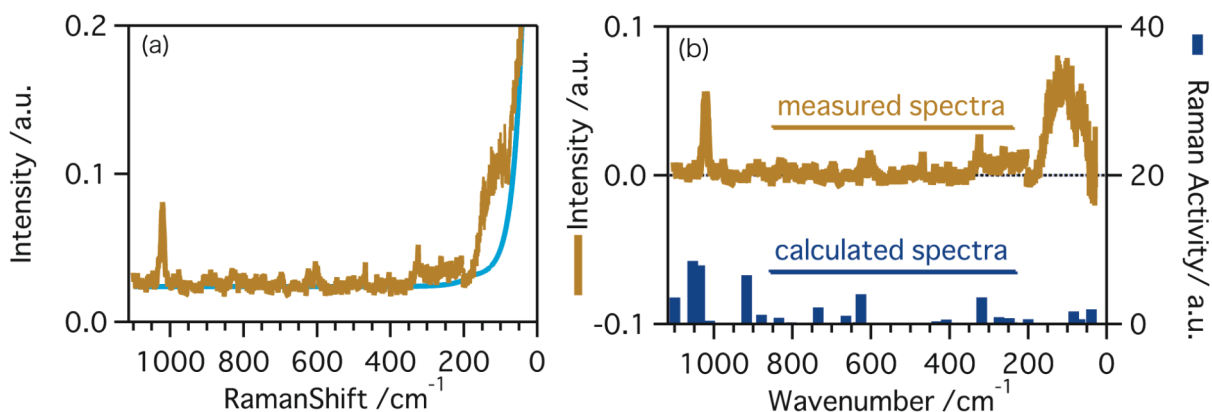 (a)
0.2
0.1
0.0
Intensity /a.u.
1000 800 600 400 200 0
RamanShift /cm-1
(b)
0.1
0.0
-0.1
Intensity /a.u.
measured spectra
calculated spectra
40
20
0
Raman Activity/ a.u.
1000 800 600 400 200 0
Wavenumber /cm-1